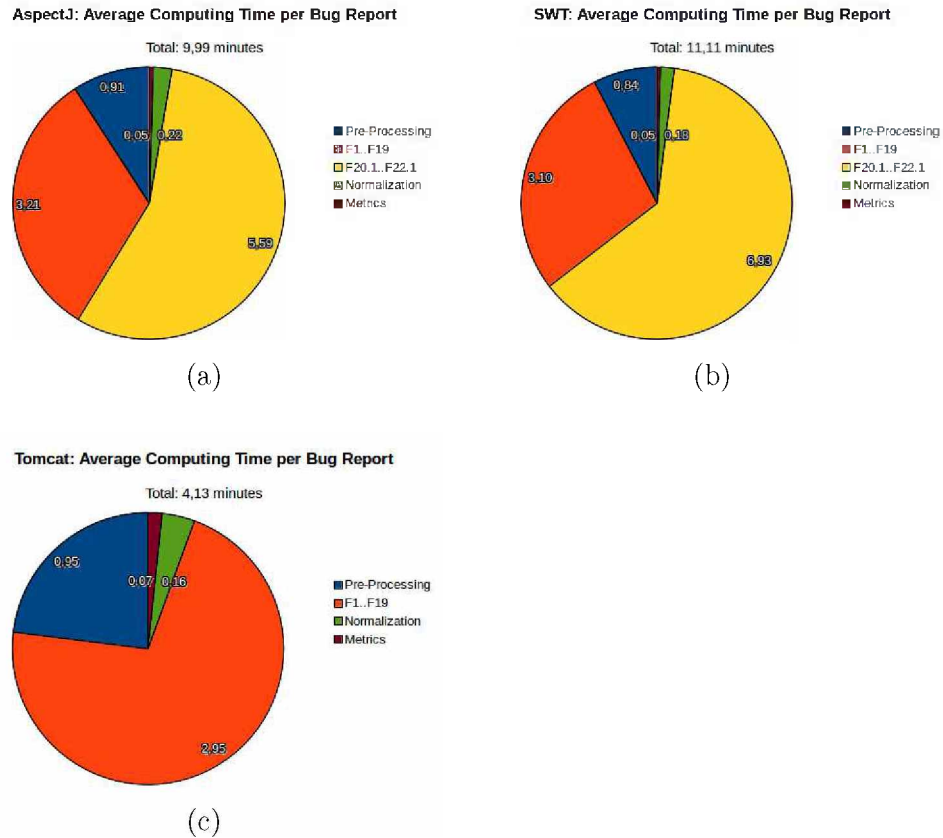 AspectJ: Average Computing Time per Bug Report
Total: 9,99 minutes
0,91
0,05
0,22
3,21
5,59
Pre-Processing
F1..F19
F20.1..F22.1
Normalization
Metrics
(a)
SWT: Average Computing Time per Bug Report
Total: 11,11 minutes
0,84
0,05
0,18
3,10
6,93
Pre-Processing
F1..F19
F20.1..F22.1
Normalization
Metrics
(b)
Tomcat: Average Computing Time per Bug Report
Total: 4,13 minutes
0,95
0,07
0,16
2,95
Pre-Processing
F1..F19
Normalization
Metrics
(c)